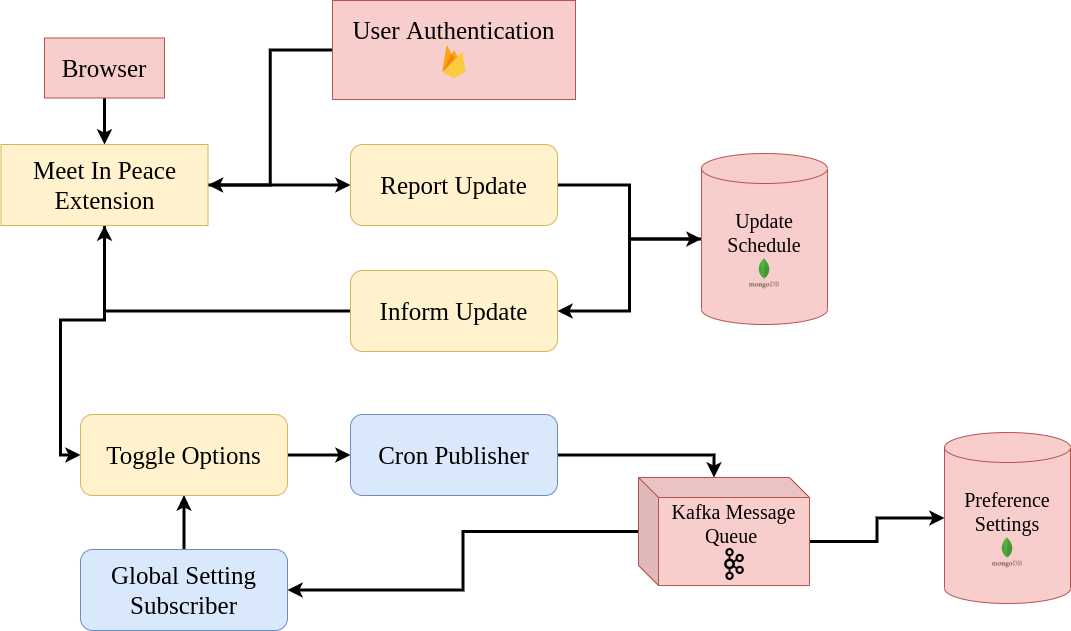 User Authentication
Browser
Meet In Peace
Extension
Report Update
Update
Schedule
mongoDB
Inform Update
Toggle Options
Cron Publisher
Kafka Message
Queue
Preference
Settings
mongoDB
Global Setting
Subscriber